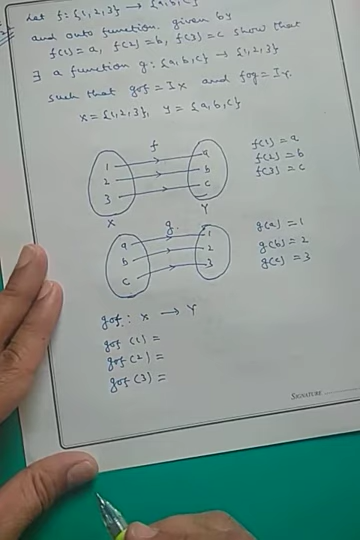 Let f: {1,2,3} → {a,b,c}
and onto function. given by
f(1) = a, f(2) = b, f(3) = c show that
∃ a function g: {a,b,c} → {1,2,3}
such that gof = Ix and fog = Iy.
X = {1,2,3}, Y = {a,b,c}
f
1 a
2 b
3 c
X Y
f(1) = a
f(2) = b
f(3) = c
g
a 1
b 2
c 3
g(a) = 1
g(b) = 2
g(c) = 3
gof : X → Y
gof (1) =
gof (2) =
gof (3) =
SIGNATURE